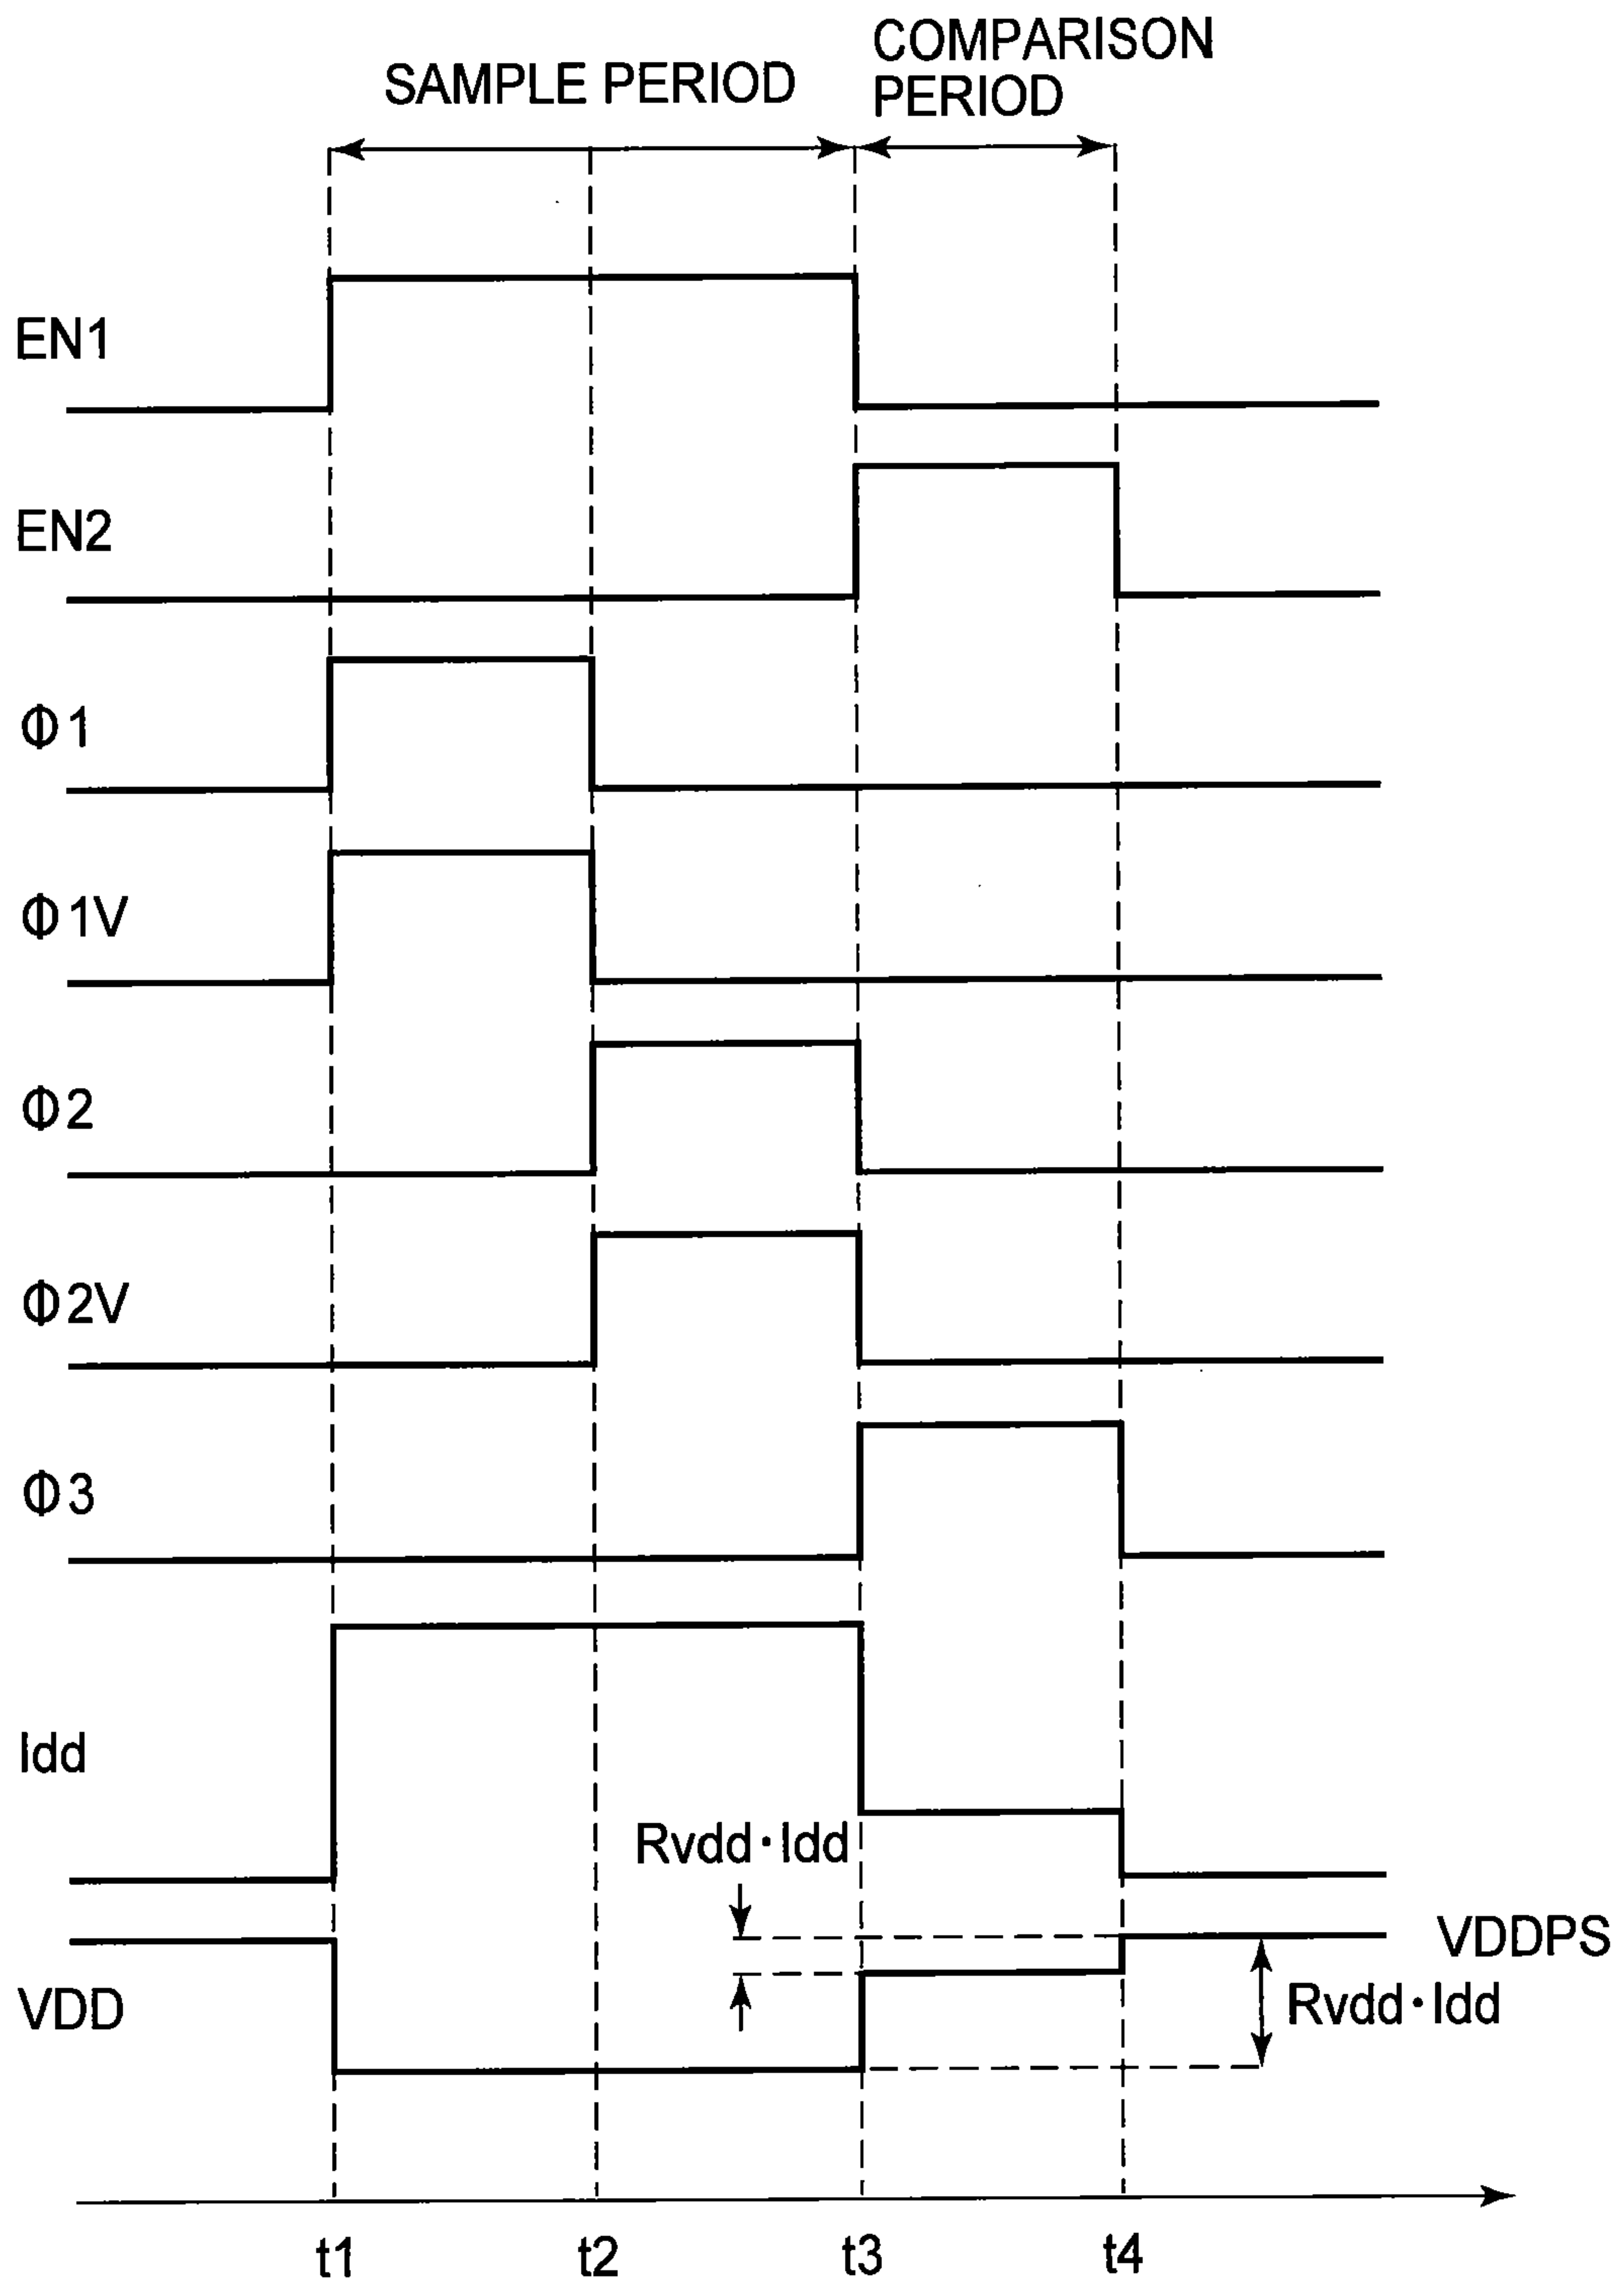 COMPARISON
PERIOD
SAMPLE PERIOD
EN1
EN2
Φ1
Φ1V
Φ2
Φ2V
Φ3
Idd
Rvdd·Idd
VDDPS
VDD
Rvdd·Idd
t1 t2 t3 t4